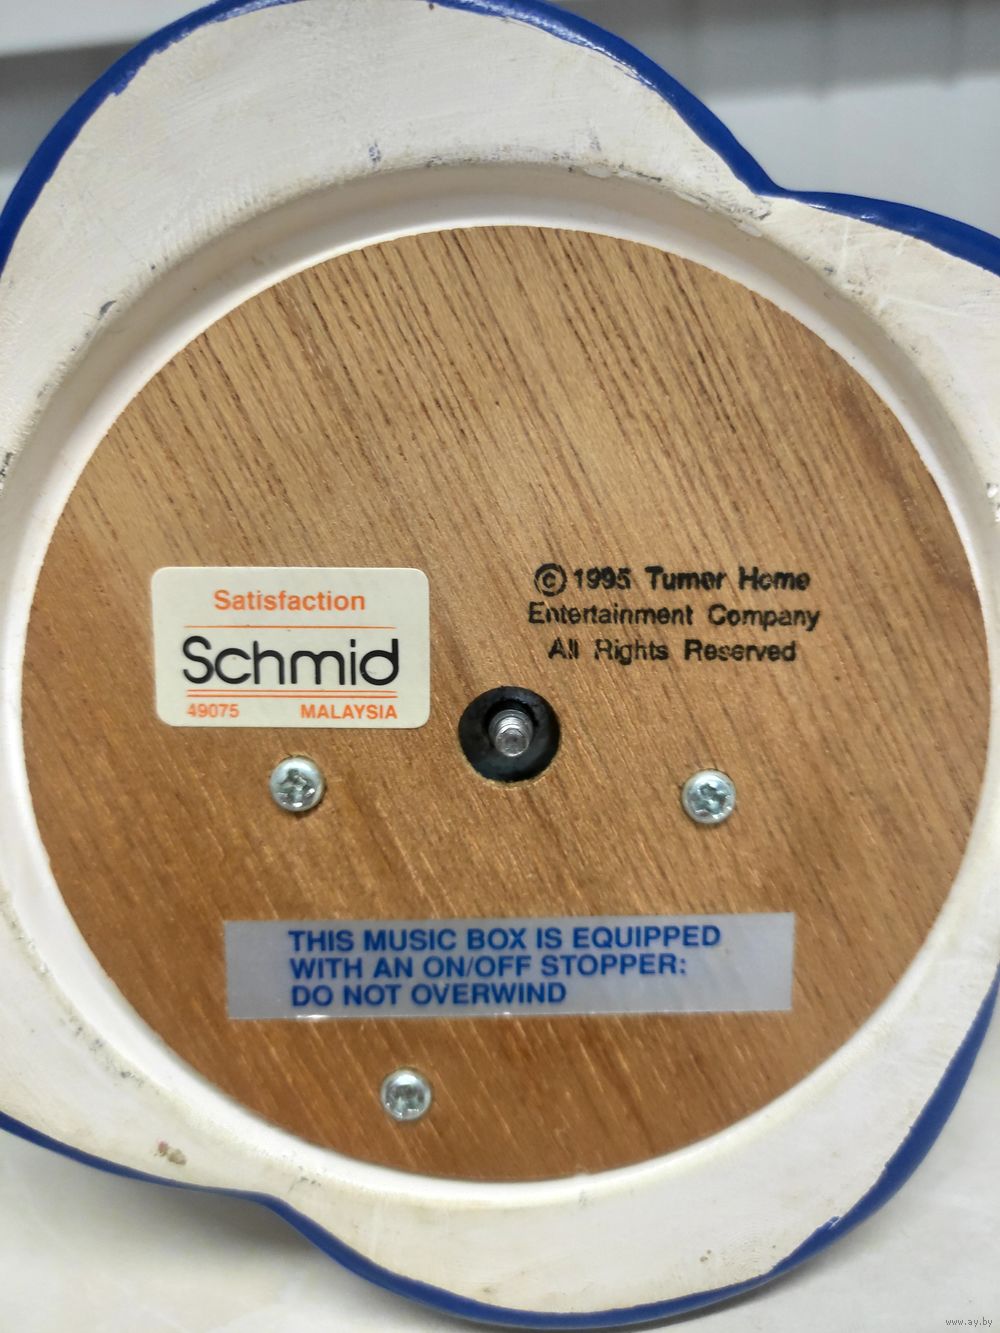 Satisfaction
Schmid
49075 MALAYSIA
© 1995 Turner Home
Entertainment Company
All Rights Reserved
THIS MUSIC BOX IS EQUIPPED
WITH AN ON/OFF STOPPER:
DO NOT OVERWIND
www.ay.by